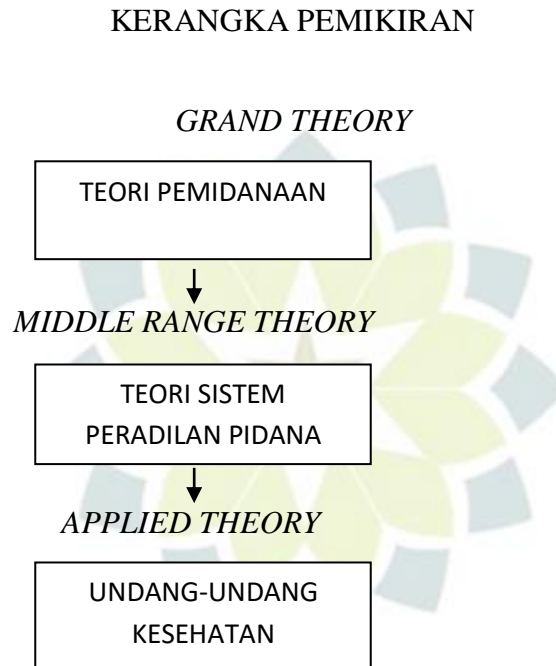 KERANGKA PEMIKIRAN
GRAND THEORY
TEORI PEMIDANAAN
MIDDLE RANGE THEORY
TEORI SISTEM
PERADILAN PIDANA
APPLIED THEORY
UNDANG-UNDANG
KESEHATAN